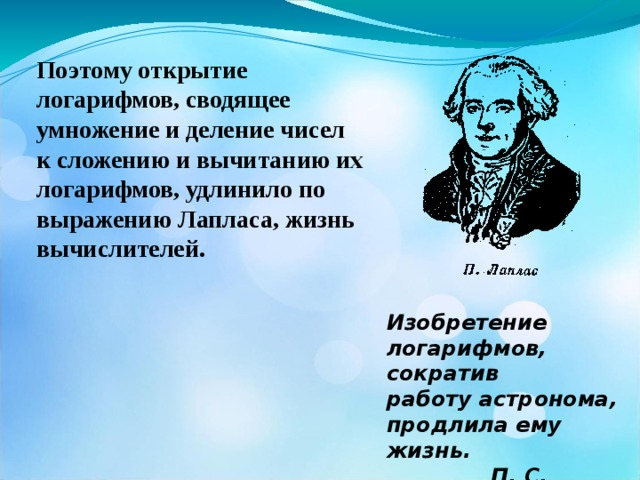 Поэтому открытие
логарифмов, сводящее
умножение и деление чисел
к сложению и вычитанию их
логарифмов, удлинило по
выражению Лапласа, жизнь
вычислителей.
П. Лаплас
Изобретение
логарифмов,
сократив
работу астронома,
продлила ему
жизнь.
П. С.